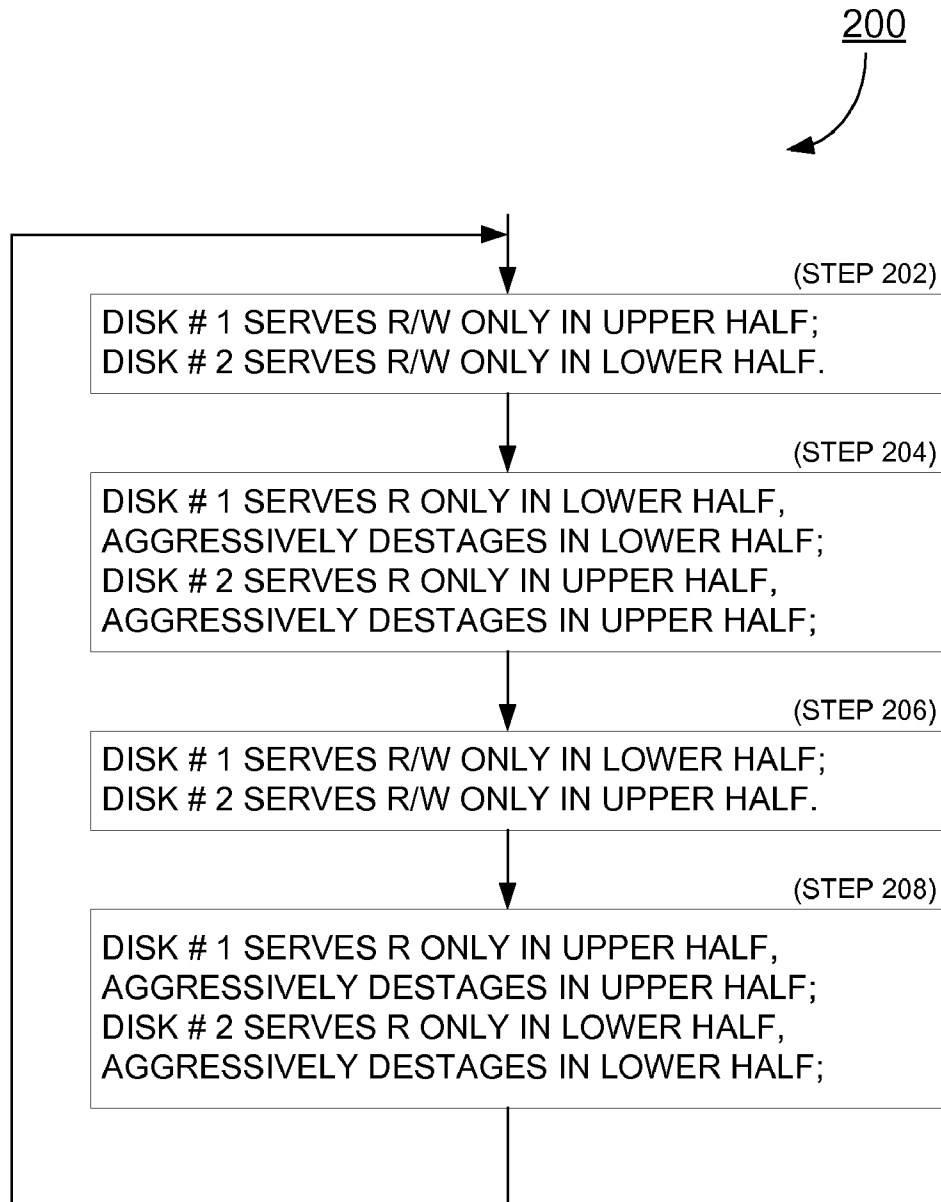 200
(STEP 202)
DISK # 1 SERVES R/W ONLY IN UPPER HALF;
DISK # 2 SERVES R/W ONLY IN LOWER HALF.
(STEP 204)
DISK # 1 SERVES R ONLY IN LOWER HALF,
AGGRESSIVELY DESTAGES IN LOWER HALF;
DISK # 2 SERVES R ONLY IN UPPER HALF,
AGGRESSIVELY DESTAGES IN UPPER HALF;
(STEP 206)
DISK # 1 SERVES R/W ONLY IN LOWER HALF;
DISK # 2 SERVES R/W ONLY IN UPPER HALF.
(STEP 208)
DISK # 1 SERVES R ONLY IN UPPER HALF,
AGGRESSIVELY DESTAGES IN UPPER HALF;
DISK # 2 SERVES R ONLY IN LOWER HALF,
AGGRESSIVELY DESTAGES IN LOWER HALF;